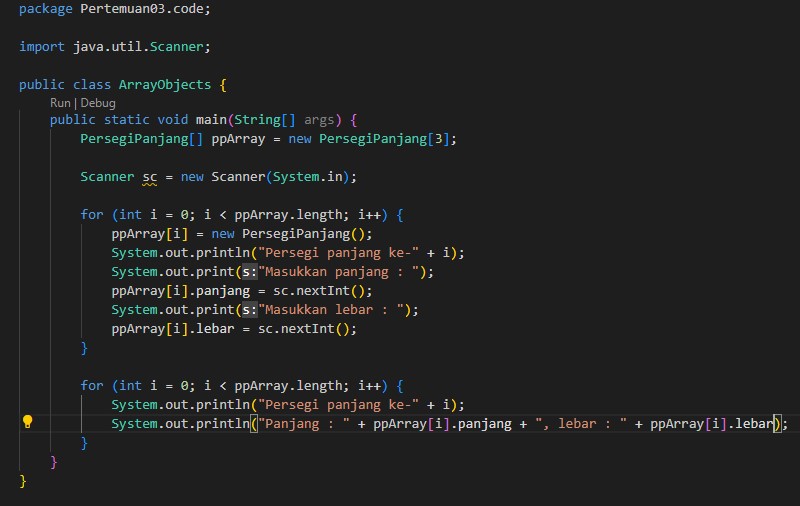 package Pertemuan03.code;
import java.util.Scanner;
public class ArrayObjects {
Run | Debug
public static void main(String[] args) {
PersegiPanjang[] ppArray = new PersegiPanjang[3];
Scanner sc = new Scanner(System.in);
for (int i = 0; i < ppArray.length; i++) {
ppArray[i] = new PersegiPanjang();
System.out.println("Persegi panjang ke-" + i);
System.out.print(s:"Masukkan panjang : ");
ppArray[i].panjang = sc.nextInt();
System.out.print(s:"Masukkan lebar : ");
ppArray[i].lebar = sc.nextInt();
}
for (int i = 0; i < ppArray.length; i++) {
System.out.println("Persegi panjang ke-" + i);
System.out.println("Panjang : " + ppArray[i].panjang + ", lebar : " + ppArray[i].lebar);
}
}
}